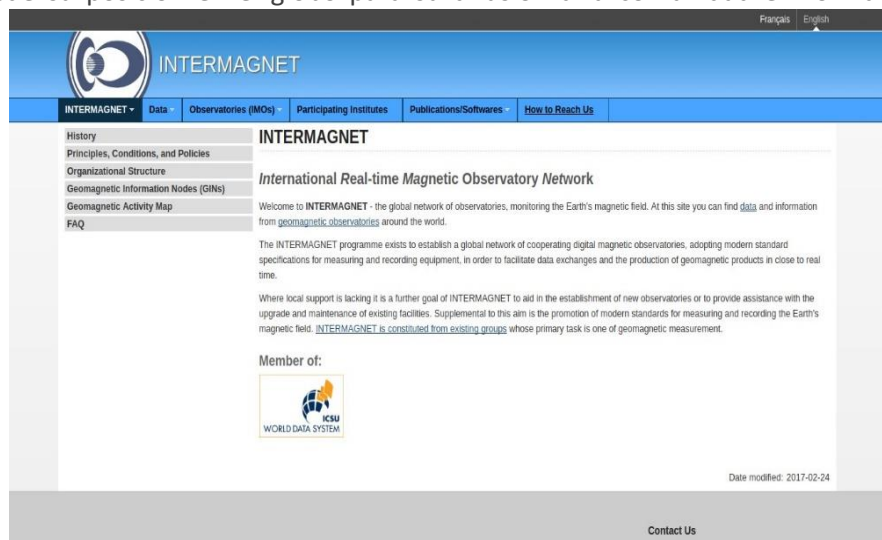 Français English
INTERMAGNET
INTERMAGNET Data Observatories (IMOs) Participating Institutes Publications/Softwares How to Reach Us
History
Principles, Conditions, and Policies
Organizational Structure
Geomagnetic Information Nodes (GINs)
Geomagnetic Activity Map
FAQ
INTERMAGNET
International Real-time Magnetic Observatory Network
Welcome to INTERMAGNET - the global network of observatories, monitoring the Earth's magnetic field. At this site you can find data and information
from geomagnetic observatories around the world.
The INTERMAGNET programme exists to establish a global network of cooperating digital magnetic observatories, adopting modern standard
specifications for measuring and recording equipment, in order to facilitate data exchanges and the production of geomagnetic products in close to real
time.
Where local support is lacking it is a further goal of INTERMAGNET to aid in the establishment of new observatories or to provide assistance with the
upgrade and maintenance of existing facilities. Supplemental to this aim is the promotion of modern standards for measuring and recording the Earth's
magnetic field. INTERMAGNET is constituted from existing groups whose primary task is one of geomagnetic measurement.
Member of:
ICSU
WORLD DATA SYSTEM
Date modified: 2017-02-24
Contact Us